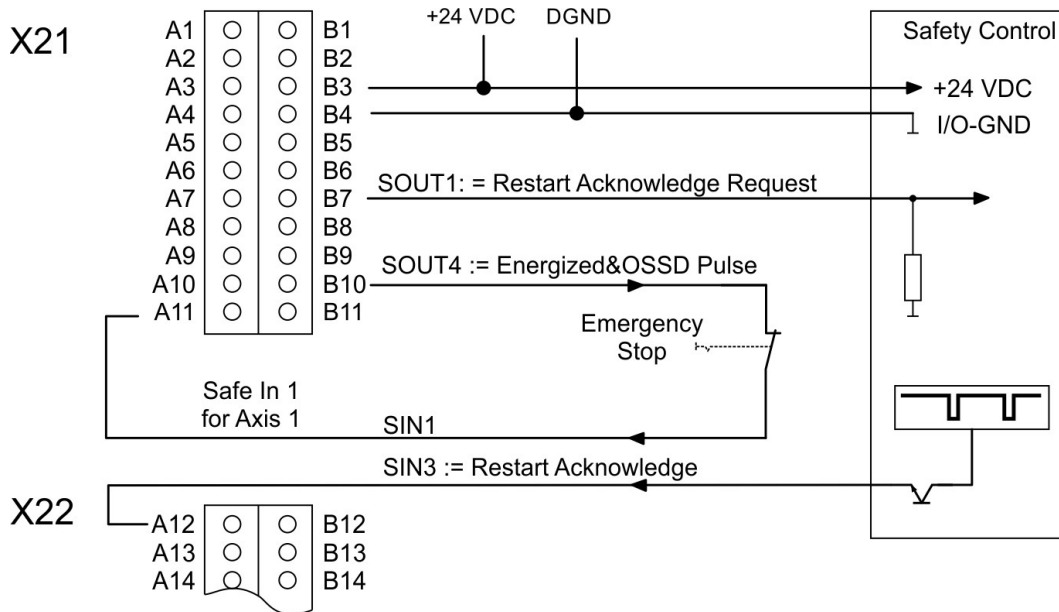 +24 VDC DGND
X21
A1 B1
A2 B2
A3 B3
A4 B4
A5 B5
A6 B6
A7 B7
A8 B8
A9 B9
A10 B10
A11 B11
Safety Control
+24 VDC
I/O-GND
SOUT1: = Restart Acknowledge Request
SOUT4 := Energized&OSSD Pulse
Emergency
Stop
Safe In 1
for Axis 1
SIN1
SIN3 := Restart Acknowledge
X22
A12 B12
A13 B13
A14 B14